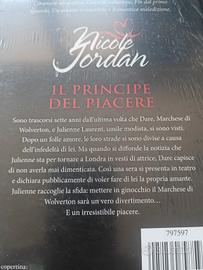 Nicole
Jordan
IL PRINCIPE
DEL PIACERE
Sono trascorsi sette anni dall'ultima volta che Dare, Marchese di
Wolverton, e Julienne Laurent, umile modista, si sono visti.
Dopo un folle amore, le loro strade si sono divise a causa
dell'infedeltà di lei. Ma quando si diffonde la notizia che
Julienne sta per tornare a Londra in vesti di attrice, Dare capisce
di non averla mai dimenticata. Così una sera si presenta in teatro
e dichiara pubblicamente di voler fare di lei la propria amante.
Julienne raccoglie la sfida: mettere in ginocchio il Marchese di
Wolverton sarà un vero divertimento…
E un irresistibile piacere.
797597
copertina: